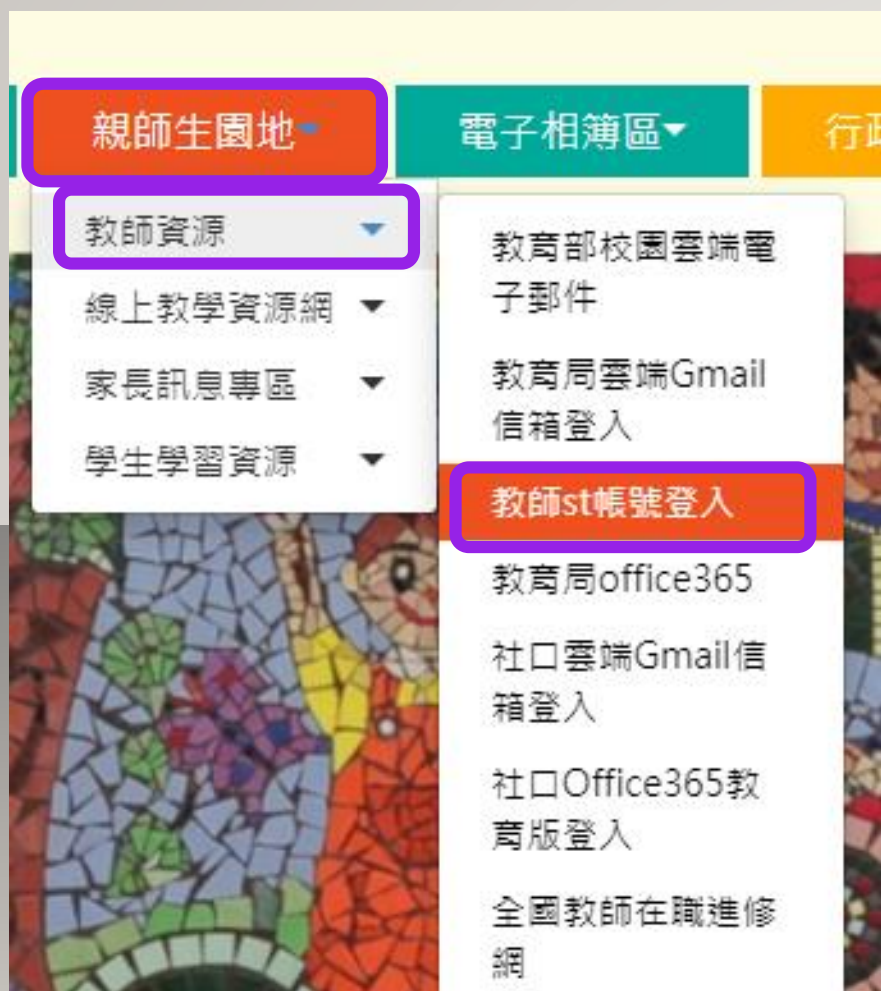 親師生園地
電子相簿區
行政
教師資源
線上教學資源網
家長訊息專區
學生學習資源
教育部校園雲端電
子郵件
教育局雲端Gmail
信箱登入
教師st帳號登入
教育局office365
社口雲端Gmail信
箱登入
社口Office365教
育版登入
全國教師在職進修
網